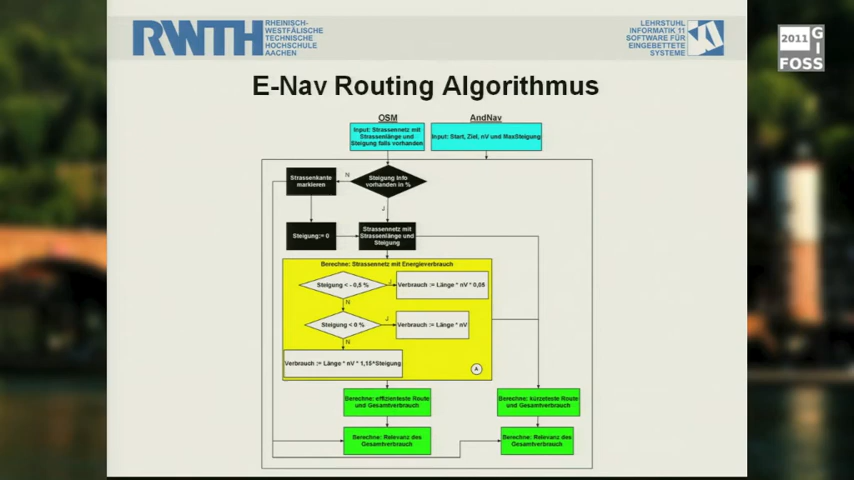 RWTH
RHEINISCH-
WESTFÄLISCHE
TECHNISCHE
HOCHSCHULE
AACHEN
LEHRSTUHL
INFORMATIK 11
SOFTWARE FÜR
EINGEBETTETE
SYSTEME
2011
G
I
FOSS
E-Nav Routing Algorithmus
OSM
AndNav
Input: Strassennetz mit
Strassenlänge und
Steigung falls vorhanden
Input: Start, Ziel, nV und MaxSteigung
Strassenkante
markieren
N
Steigung Info
vorhanden in %
J
Steigung:= 0
Strassennetz mit
Strassenlänge und
Steigung
Berechne: Strassennetz mit Energieverbrauch
Steigung < - 0,5 %
J
Verbrauch := Länge * nV * 0,05
N
Steigung < 0 %
J
Verbrauch := Länge * nV
N
Verbrauch := Länge * nV * 1,15^Steigung
A
Berechne: effizienteste Route
und Gesamtverbrauch
Berechne: kürzeste Route
und Gesamtverbrauch
Berechne: Relevanz des
Gesamtverbrauch
Berechne: Relevanz des
Gesamtverbrauch